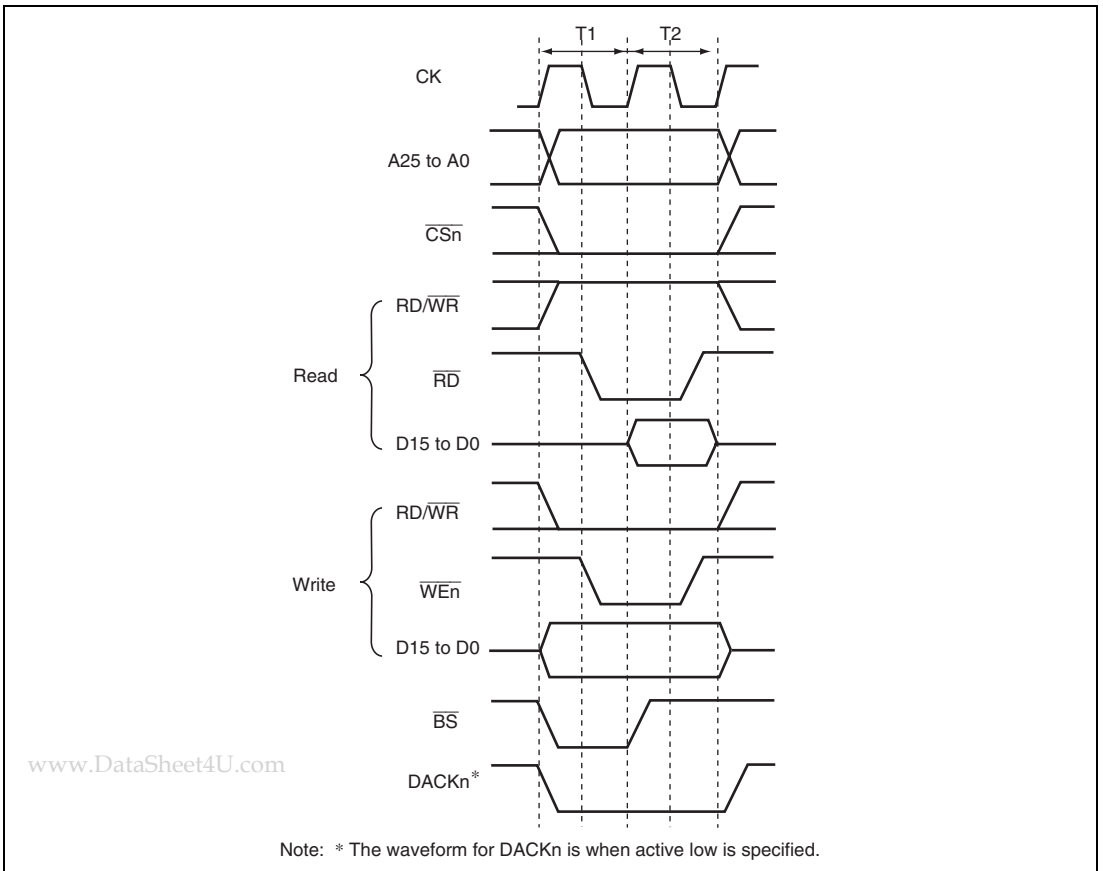 T1 T2
CK
A25 to A0
CSn
RD/WR
Read
RD
D15 to D0
RD/WR
Write
WEn
D15 to D0
BS
www.DataSheet4U.com
DACKn*
Note: * The waveform for DACKn is when active low is specified.